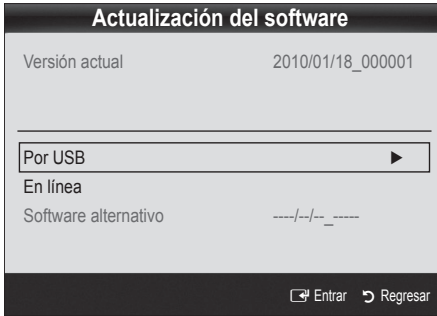 Actualización del software
Versión actual 2010/01/18_000001
Por USB ▶
En línea
Software alternativo ----/--/--_-----
Entrar Regresar